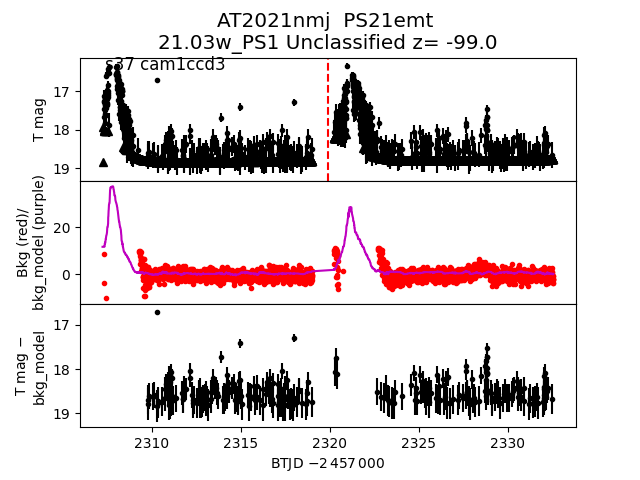 AT2021nmj  PS21emt
21.03w_PS1 Unclassified z= -99.0
s37 cam1ccd3
T mag
17
18
19
Bkg (red)/
bkg_model (purple)
20
0
T mag −
bkg_model
17
18
19
2310
2315
2320
2325
2330
BTJD −2 457 000